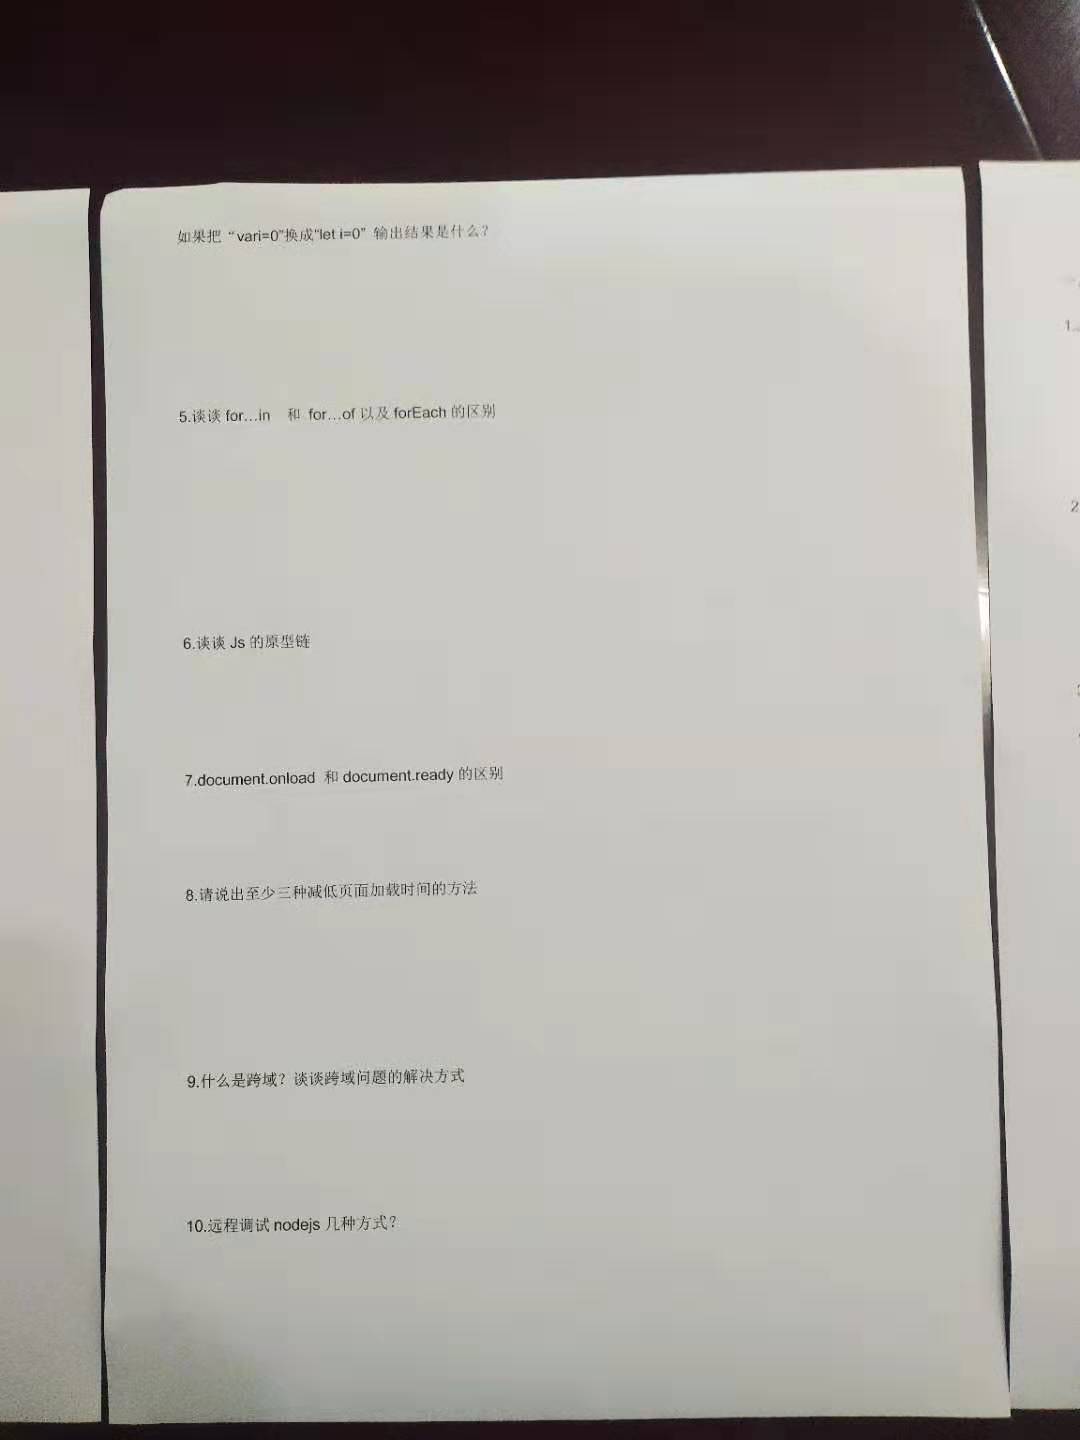 如果把“vari=0”换成“let i=0” 输出结果是什么？
5.谈谈 for…in 和 for…of 以及 forEach 的区别
6.谈谈 Js 的原型链
7.document.onload 和 document.ready 的区别
8.请说出至少三种减低页面加载时间的方法
9.什么是跨域？谈谈跨域问题的解决方式
10.远程调试 nodejs 几种方式？
1.
2